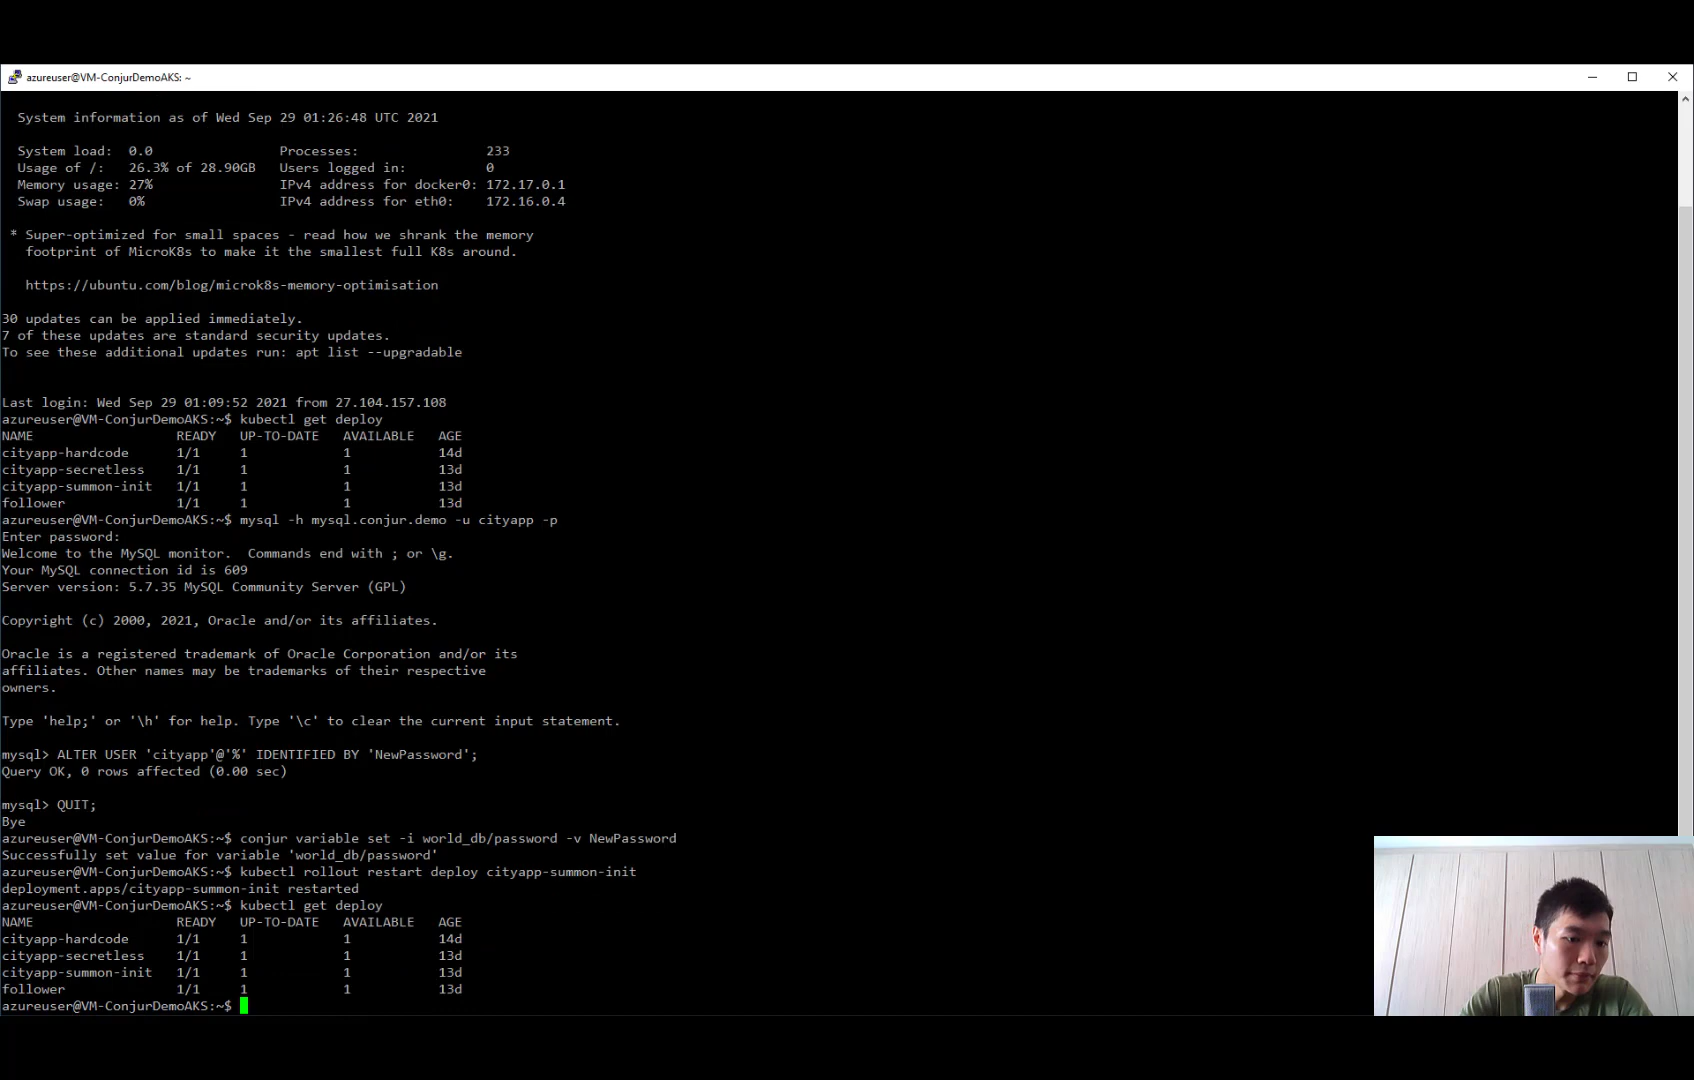 azureuser@VM-ConjurDemoAKS: ~
System information as of Wed Sep 29 01:26:48 UTC 2021
System load: 0.0 Processes: 233
Usage of /: 26.3% of 28.90GB Users logged in: 0
Memory usage: 27% IPv4 address for docker0: 172.17.0.1
Swap usage: 0% IPv4 address for eth0: 172.16.0.4
* Super-optimized for small spaces - read how we shrank the memory
footprint of MicroK8s to make it the smallest full K8s around.
https://ubuntu.com/blog/microk8s-memory-optimisation
30 updates can be applied immediately.
7 of these updates are standard security updates.
To see these additional updates run: apt list --upgradable
Last login: Wed Sep 29 01:09:52 2021 from 27.104.157.108
azureuser@VM-ConjurDemoAKS:~$ kubectl get deploy
NAME READY UP-TO-DATE AVAILABLE AGE
cityapp-hardcode 1/1 1 1 14d
cityapp-secretless 1/1 1 1 13d
cityapp-summon-init 1/1 1 1 13d
follower 1/1 1 1 13d
azureuser@VM-ConjurDemoAKS:~$ mysql -h mysql.conjur.demo -u cityapp -p
Enter password:
Welcome to the MySQL monitor. Commands end with ; or \g.
Your MySQL connection id is 609
Server version: 5.7.35 MySQL Community Server (GPL)
Copyright (c) 2000, 2021, Oracle and/or its affiliates.
Oracle is a registered trademark of Oracle Corporation and/or its
affiliates. Other names may be trademarks of their respective
owners.
Type 'help;' or '\h' for help. Type '\c' to clear the current input statement.
mysql> ALTER USER 'cityapp'@'%' IDENTIFIED BY 'NewPassword';
Query OK, 0 rows affected (0.00 sec)
mysql> QUIT;
Bye
azureuser@VM-ConjurDemoAKS:~$ conjur variable set -i world_db/password -v NewPassword
Successfully set value for variable 'world_db/password'
azureuser@VM-ConjurDemoAKS:~$ kubectl rollout restart deploy cityapp-summon-init
deployment.apps/cityapp-summon-init restarted
azureuser@VM-ConjurDemoAKS:~$ kubectl get deploy
NAME READY UP-TO-DATE AVAILABLE AGE
cityapp-hardcode 1/1 1 1 14d
cityapp-secretless 1/1 1 1 13d
cityapp-summon-init 1/1 1 1 13d
follower 1/1 1 1 13d
azureuser@VM-ConjurDemoAKS:~$